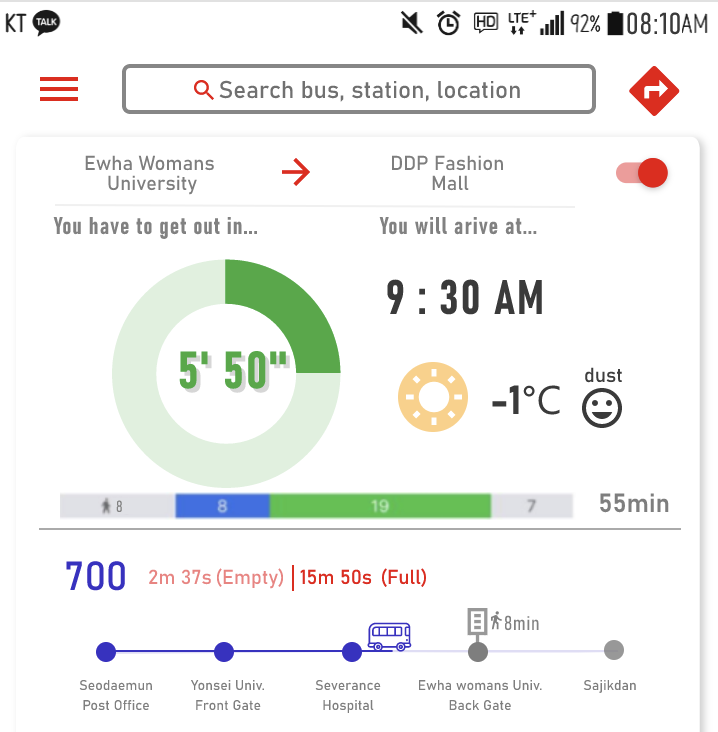 KT TALK HD LTE+ 92% 08:10AM
Search bus, station, location
Ewha Womans
University
DDP Fashion
Mall
You have to get out in...
You will arive at...
5' 50"
9 : 30 AM
-1°C
dust
8 8 19 7 55min
700 2m 37s (Empty) | 15m 50s (Full)
8min
Seodaemun
Post Office
Yonsei Univ.
Front Gate
Severance
Hospital
Ewha womans Univ.
Back Gate
Sajikdan